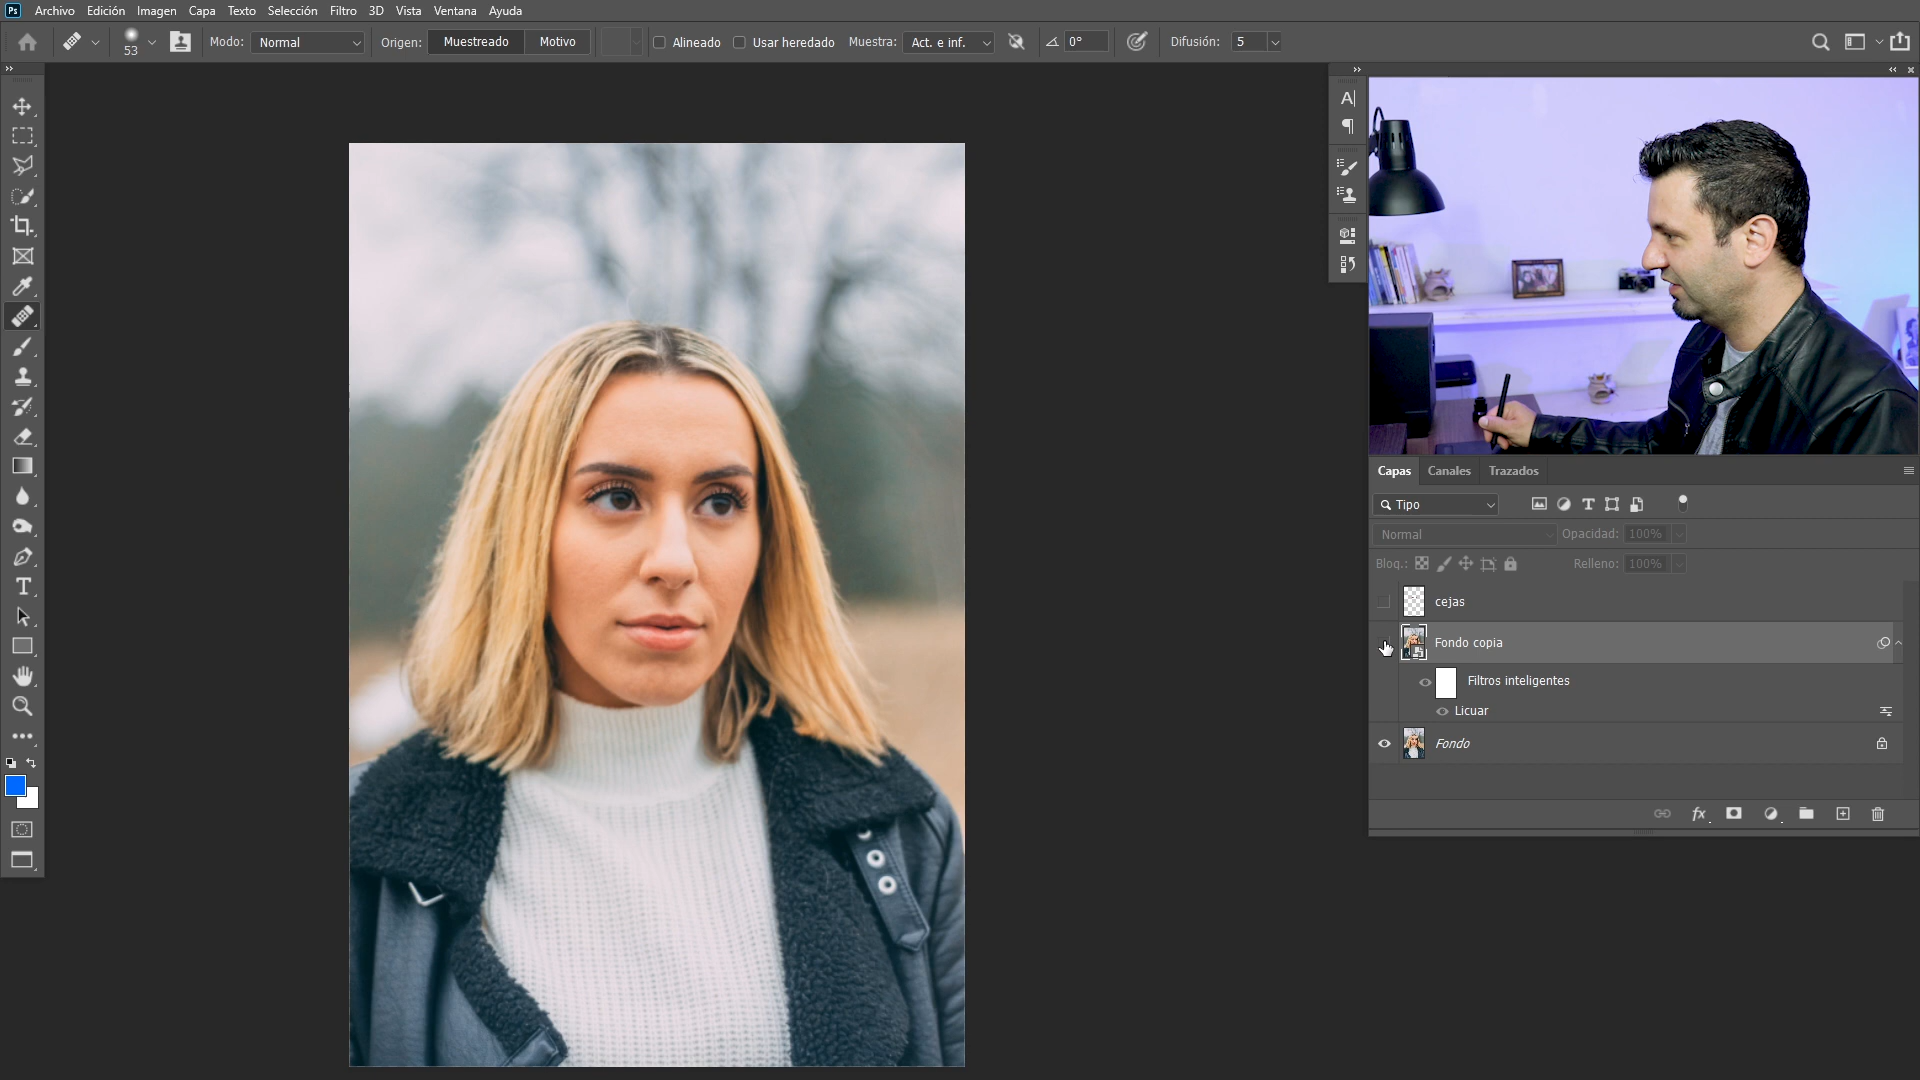 Ps Archivo Edición Imagen Capa Texto Selección Filtro 3D Vista Ventana Ayuda
53 Modo: Normal Origen: Muestreado Motivo Alineado Usar heredado Muestra: Act. e inf. 0° Difusión: 5
Capas Canales Trazados
Tipo
Normal Opacidad: 100%
Bloq.: Relleno: 100%
cejas
Fondo copia
Filtros inteligentes
Licuar
Fondo
fx